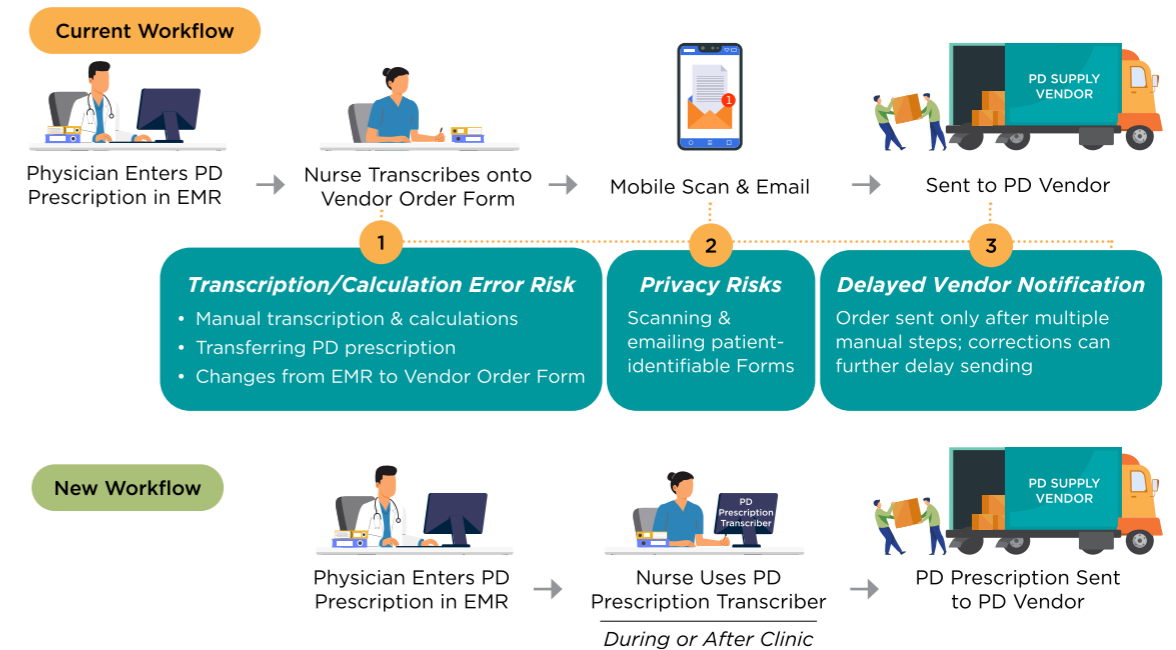 Current Workflow
PD SUPPLY
VENDOR
1
Physician Enters PD
Prescription in EMR
Nurse Transcribes onto
Vendor Order Form
Mobile Scan & Email
Sent to PD Vendor
1
Transcription/Calculation Error Risk
• Manual transcription & calculations
• Transferring PD prescription
• Changes from EMR to Vendor Order Form
2
Privacy Risks
Scanning &
emailing patient-
identifiable Forms
3
Delayed Vendor Notification
Order sent only after multiple
manual steps; corrections can
further delay sending
New Workflow
PD
Prescription
Transcriber
PD SUPPLY
VENDOR
Physician Enters PD
Prescription in EMR
Nurse Uses PD
Prescription Transcriber
During or After Clinic
PD Prescription Sent
to PD Vendor